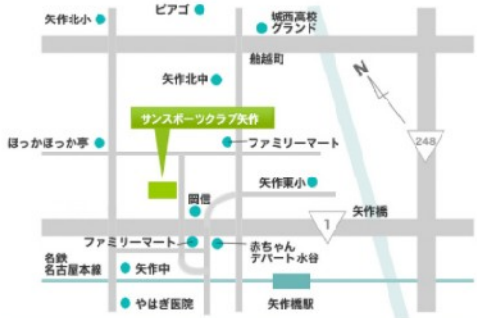 ピアゴ
矢作北小
城西高校
グランド
舳越町
矢作北中
N
サンスポーツクラブ矢作
ほっかほっか亭
ファミリーマート
248
矢作東小
岡信
矢作橋
1
ファミリーマート
赤ちゃん
デパート水谷
名鉄
名古屋本線
矢作中
やはぎ医院
矢作橋駅